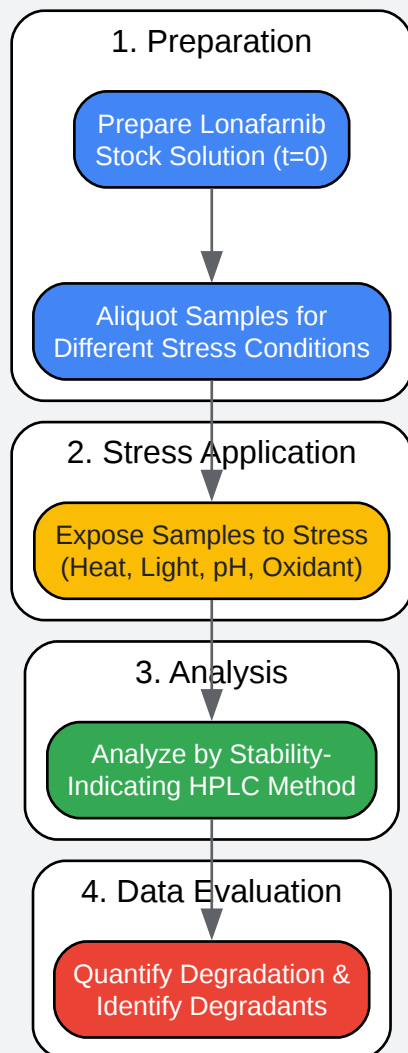 1. Preparation
Prepare Lonafarnib
Stock Solution (t=0)
Aliquot Samples for
Different Stress Conditions
2. Stress Application
Expose Samples to Stress
(Heat, Light, pH, Oxidant)
3. Analysis
Analyze by Stability-
Indicating HPLC Method
4. Data Evaluation
Quantify Degradation &
Identify Degradants